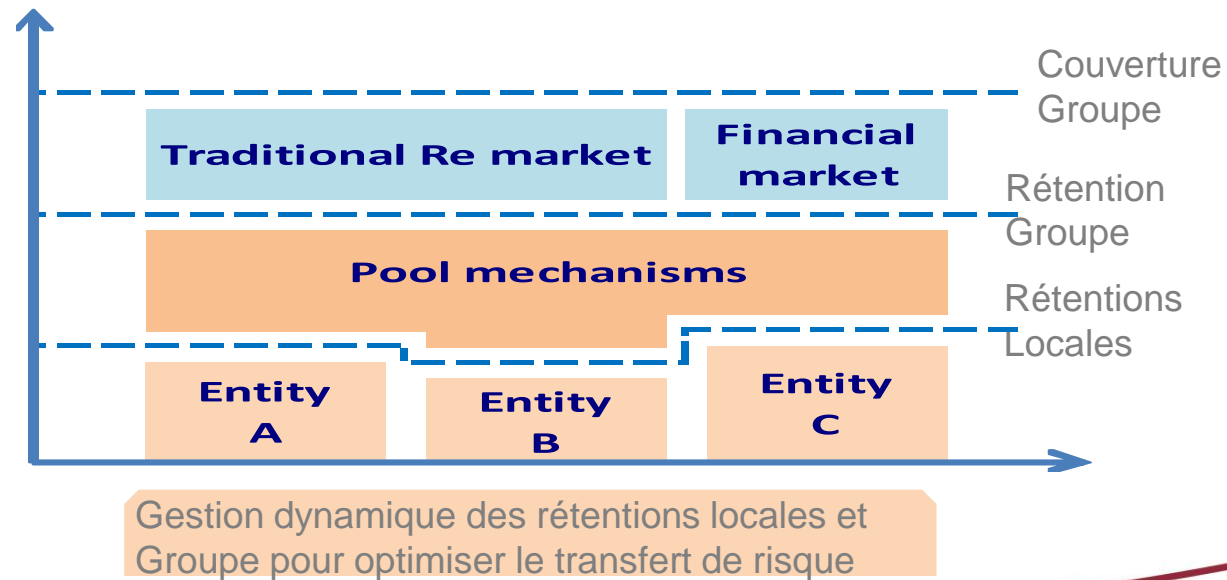 Couverture
Groupe
Traditional Re market
Financial
market
Rétention
Groupe
Pool mechanisms
Rétentions
Locales
Entity
A
Entity
B
Entity
C
Gestion dynamique des rétentions locales et
Groupe pour optimiser le transfert de risque